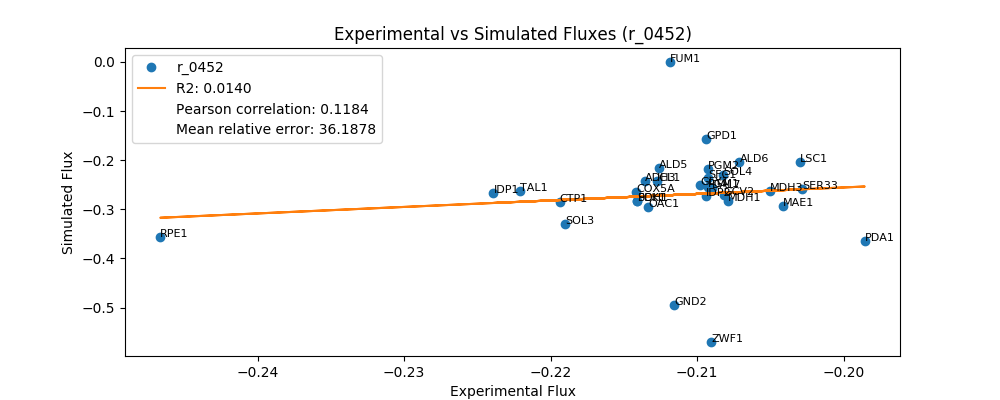 Experimental vs Simulated Fluxes (r_0452)
r_0452
R2: 0.0140
Pearson correlation: 0.1184
Mean relative error: 36.1878
FUM1
GPD1
ALD5
PGM2
ALD6
LSC1
GOL4
IDP1
TAL1
COX5A
MDH3
SER33
CTP1
OAC1
MDH1
MAE1
SOL3
RPE1
PDA1
GND2
ZWF1
0.0
−0.1
−0.2
−0.3
−0.4
−0.5
Simulated Flux
−0.24
−0.23
−0.22
−0.21
−0.20
Experimental Flux